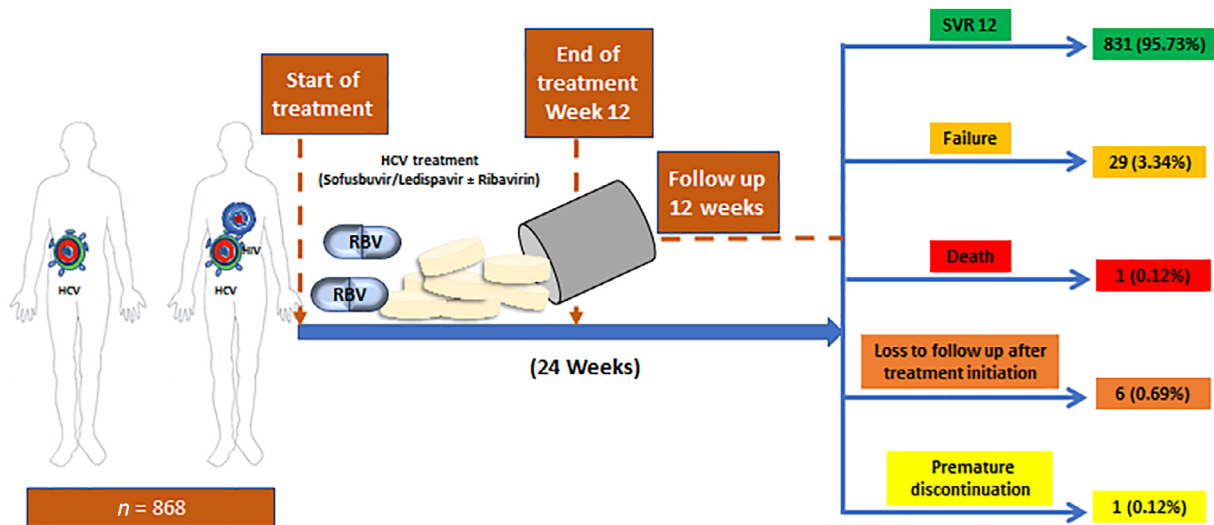 HCV
HIV
HCV
n = 868
Start of
treatment
HCV treatment
(Sofusbuvir/Ledispavir ± Ribavirin)
RBV
RBV
End of
treatment
Week 12
Follow up
12 weeks
(24 Weeks)
SVR 12
831 (95.73%)
Failure
29 (3.34%)
Death
1 (0.12%)
Loss to follow up after
treatment initiation
6 (0.69%)
Premature
discontinuation
1 (0.12%)